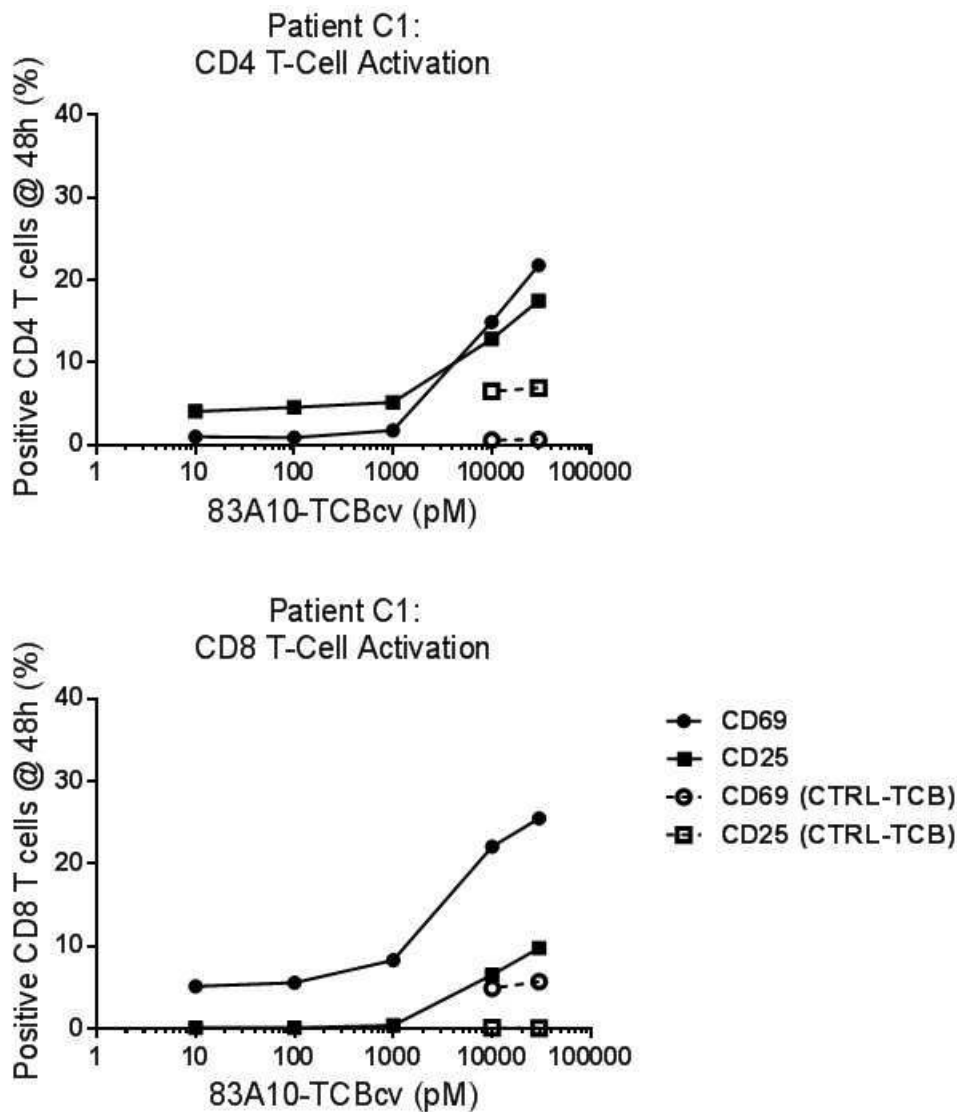 Patient C1:
CD4 T-Cell Activation
Positive CD4 T cells @ 48h (%)
40
30
20
10
0
1 10 100 1000 10000 100000
83A10-TCBcv (pM)
Patient C1:
CD8 T-Cell Activation
Positive CD8 T cells @ 48h (%)
40
30
20
10
0
1 10 100 1000 10000 100000
83A10-TCBcv (pM)
CD69
CD25
CD69 (CTRL-TCB)
CD25 (CTRL-TCB)